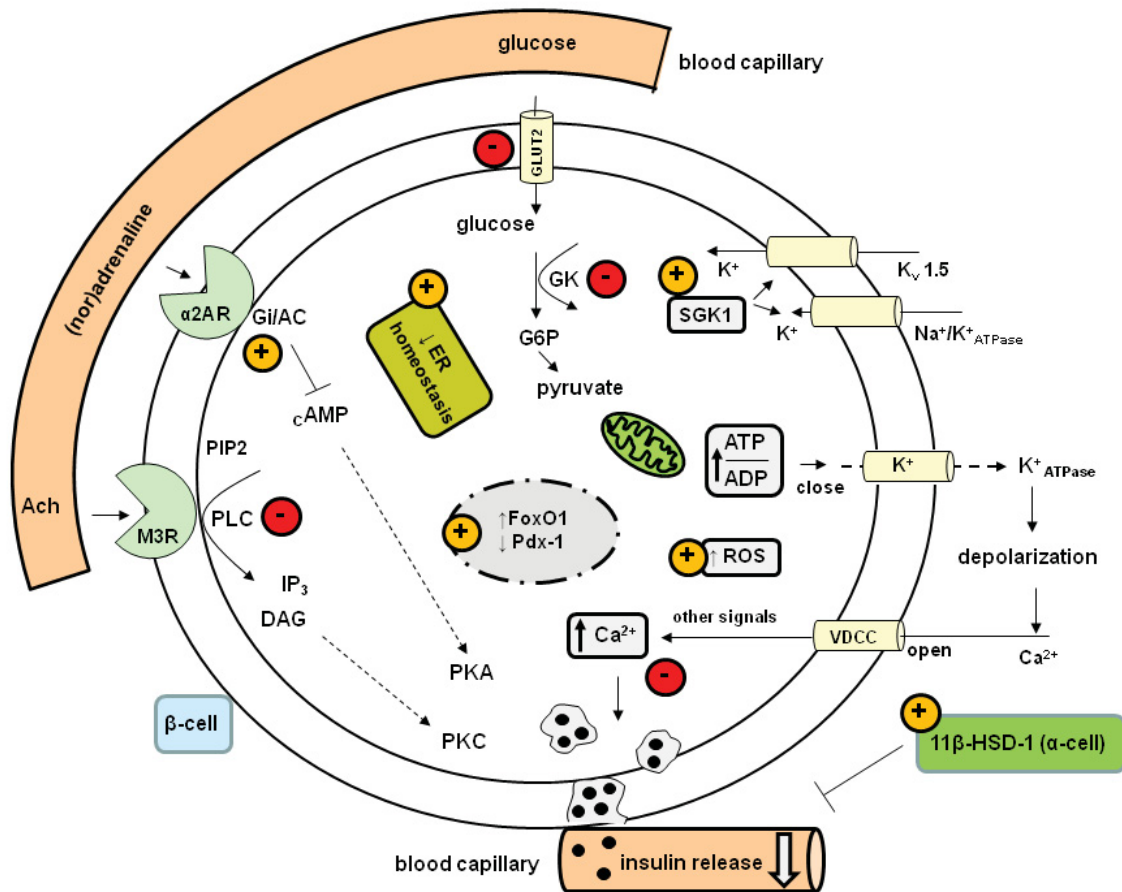 glucose
blood capillary
(nor)adrenaline
Ach
-
GLUT2
glucose
GK
-
G6P
pyruvate
α2AR
Gi/AC
+
cAMP
+
↓ ER
homeostasis
+
SGK1
K⁺
Kv 1.5
K⁺
Na⁺/K⁺ATPase
ATP
ADP
close
K⁺
K⁺ATPase
depolarization
PIP2
M3R
PLC
-
IP₃
DAG
+
↑FoxO1
↓ Pdx-1
+
↑ ROS
other signals
↑ Ca²⁺
VDCC
open
Ca²⁺
-
PKA
PKC
β-cell
+
11β-HSD-1 (α-cell)
blood capillary
insulin release